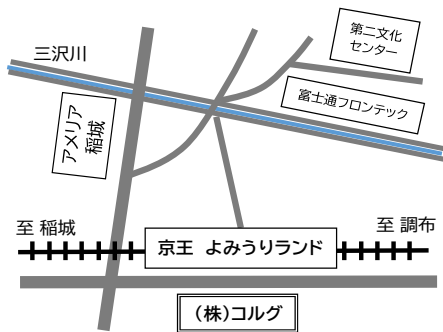 第二文化
センター
三沢川
富士通フロンテック
アメリア
稲城
至 稲城
至 調布
京王 よみうりランド
(株)コルグ